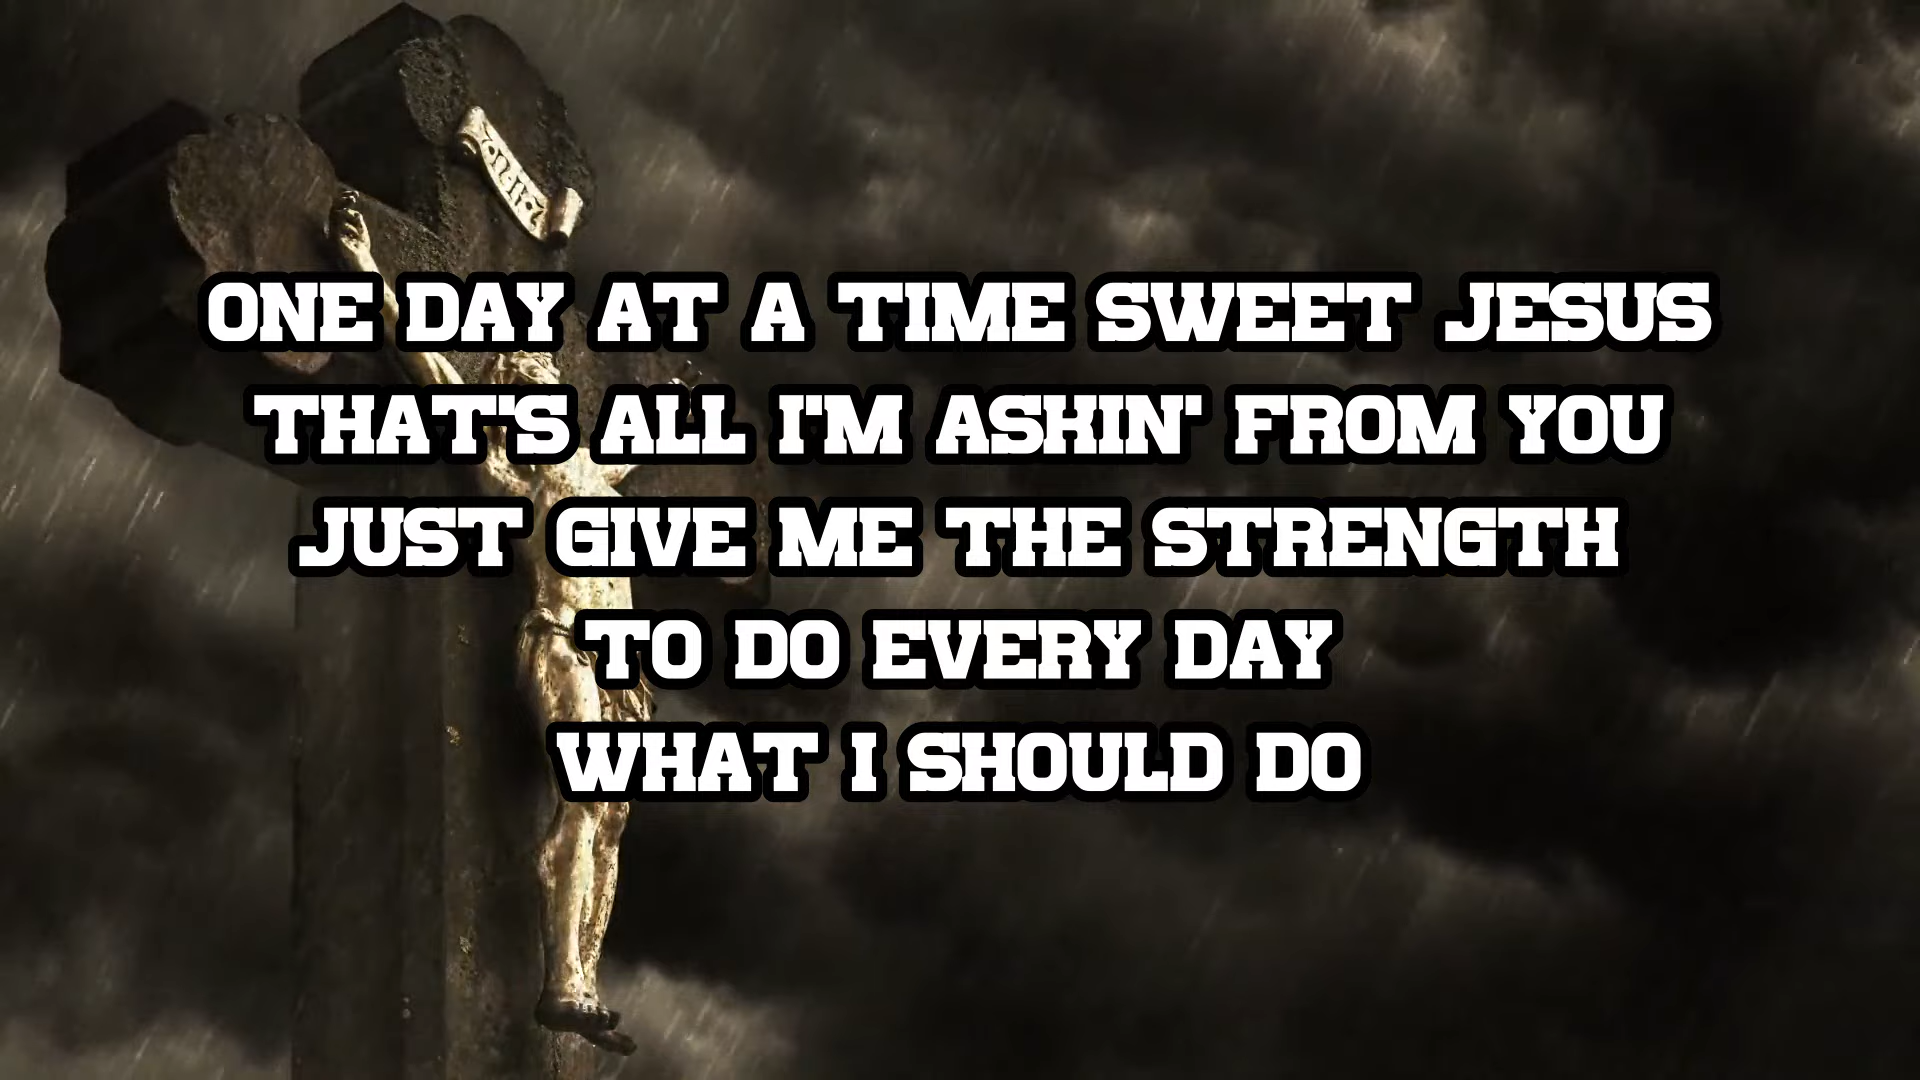 ONE DAY AT A TIME SWEET JESUS
THAT'S ALL I'M ASKIN' FROM YOU
JUST GIVE ME THE STRENGTH
TO DO EVERY DAY
WHAT I SHOULD DO